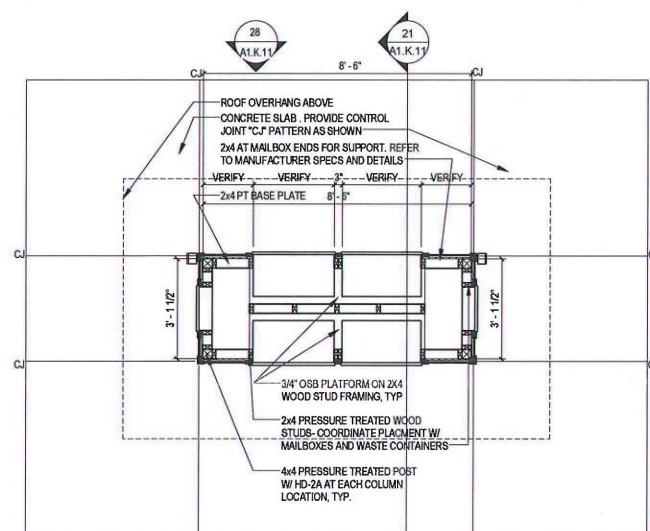 28
A1.K.11
21
A1.K.11
CJ
8' - 6"
CJ
ROOF OVERHANG ABOVE
CONCRETE SLAB . PROVIDE CONTROL
JOINT "CJ" PATTERN AS SHOWN
2x4 AT MAILBOX ENDS FOR SUPPORT. REFER
TO MANUFACTURER SPECS AND DETAILS
VERIFY VERIFY 3" VERIFY VERIFY
2x4 PT BASE PLATE
8' - 6"
CJ
3' - 1 1/2"
3' - 1 1/2"
CJ
3/4" OSB PLATFORM ON 2X4
WOOD STUD FRAMING, TYP
2x4 PRESSURE TREATED WOOD
STUDS- COORDINATE PLACMENT W/
MAILBOXES AND WASTE CONTAINERS
4x4 PRESSURE TREATED POST
W/ HD-2A AT EACH COLUMN
LOCATION, TYP.